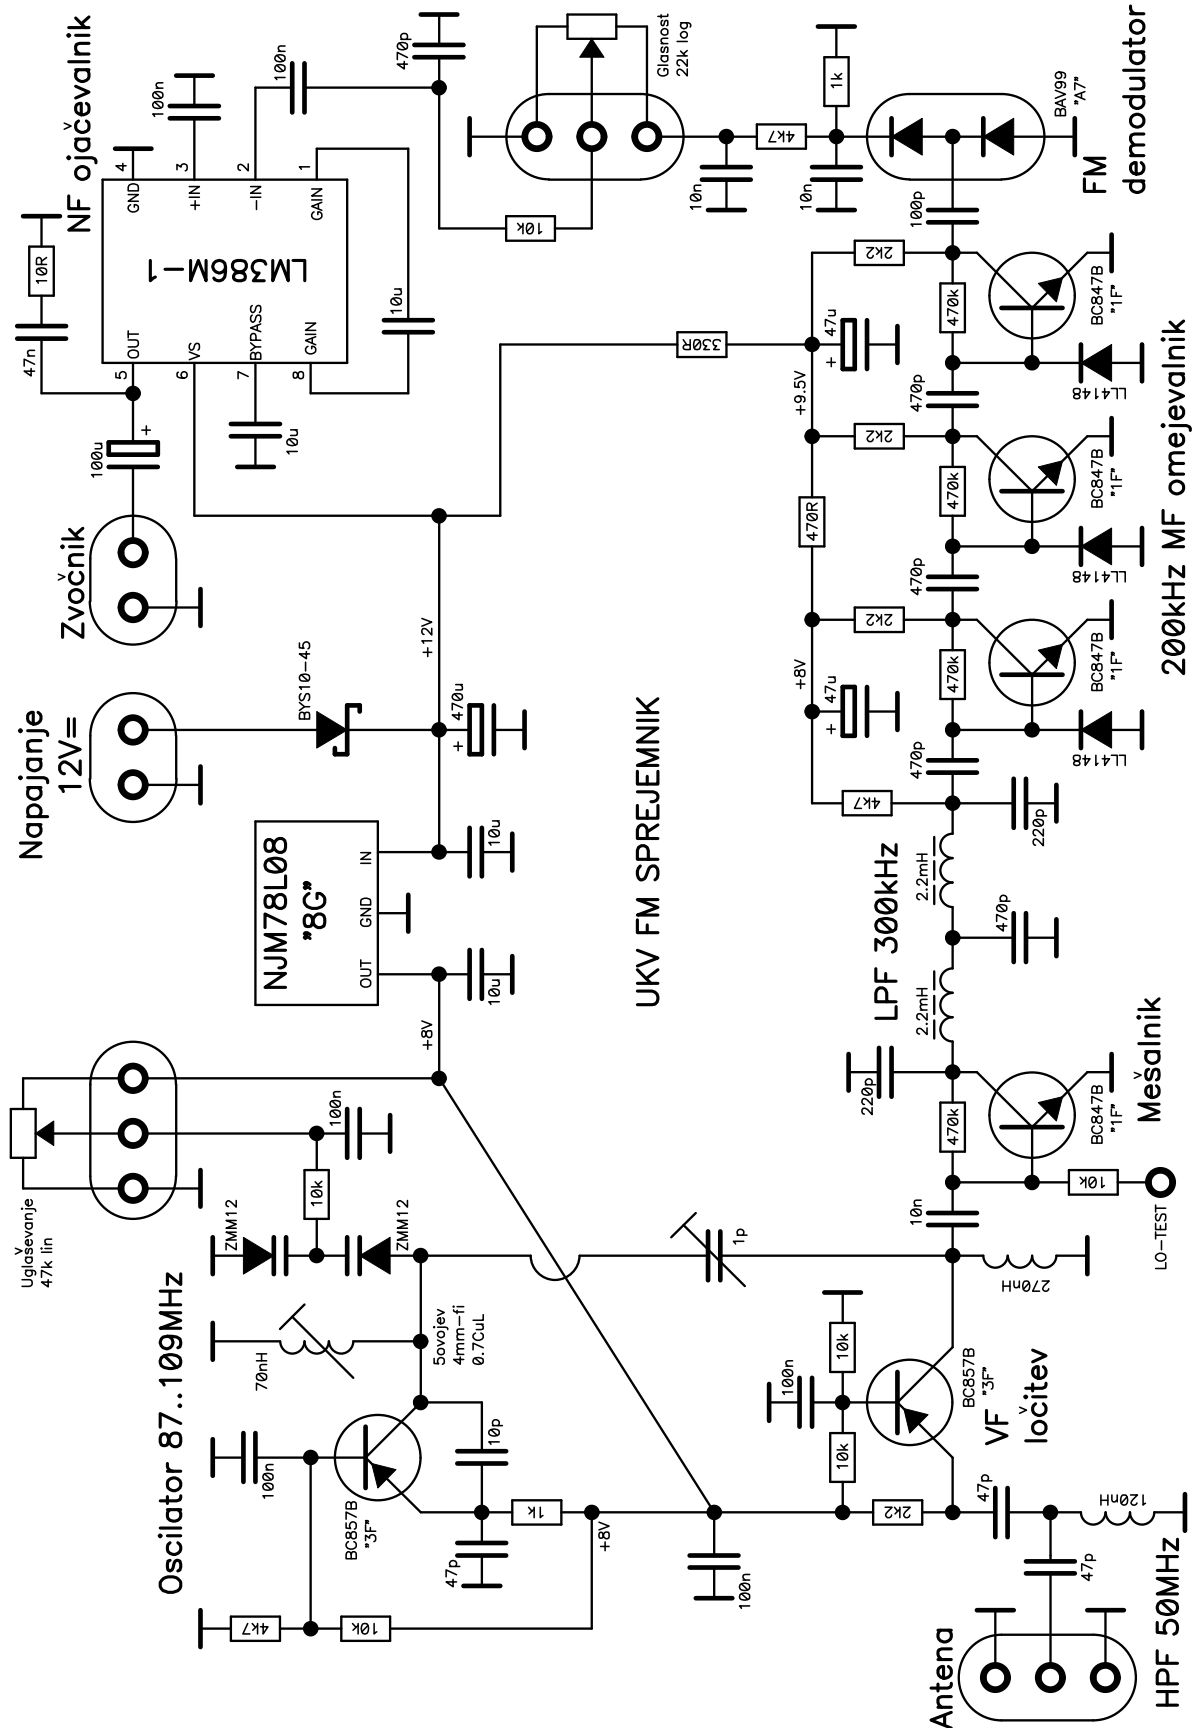 Uglaševanje
47k lin
Napajanje
12V=
Zvočnik
100u
+
47n
10R
NF ojačevalnik
OUT
5
VS
6
BYPASS
7
GAIN
8
GND
4
+IN
3
-IN
2
GAIN
1
LM386M-1
10u
10u
100n
100n
470p
Oscilator 87..109MHz
4k7
10k
100n
BC857B
"3F"
47p
1k
10p
+8V
70nH
5ovojev
4mm-fi
0.7CuL
ZMM12
ZMM12
10k
100n
NJM78L08
"8G"
OUT
GND
IN
+8V
10u
10u
BYS10-45
+12V
+
470u
Glasnost
22k log
10k
UKV FM SPREJEMNIK
330R
100n
1p
10n
4k7
10n
1k
100n
10k
10k
2k2
BC857B
"3F"
VF
ločitev
270nH
10n
470k
220p
LPF 300kHz
2.2mH
2.2mH
470p
220p
4k7
+8V
+
47u
470R
+9.5V
+
47u
2k2
2k2
2k2
470p
470k
470p
470k
470p
470k
100p
LL4148
BC847B
"1F"
LL4148
BC847B
"1F"
LL4148
BC847B
"1F"
BAV99
"A7"
FM
demodulator
Antena
HPF 50MHz
47p
47p
120nH
LO-TEST
10k
BC847B
"1F"
Mešalnik
200kHz MF omejevalnik